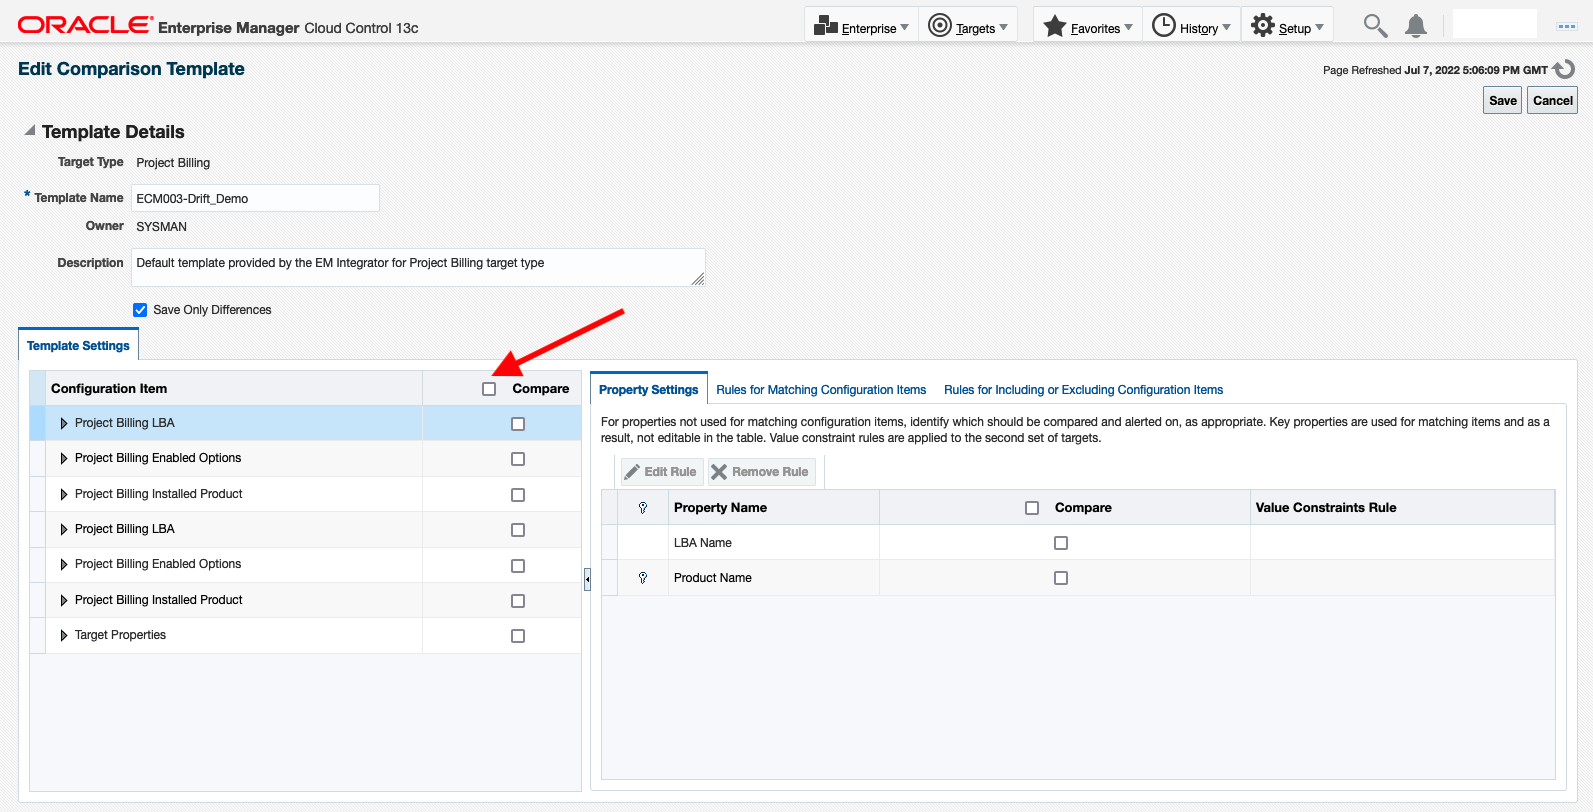 ORACLE Enterprise Manager Cloud Control 13c Enterprise Targets Favorites History Setup
Edit Comparison Template
Page Refreshed Jul 7, 2022 5:06:09 PM GMT
Save Cancel
Template Details
Target Type Project Billing
* Template Name ECM003-Drift_Demo
Owner SYSMAN
Description Default template provided by the EM Integrator for Project Billing target type
Save Only Differences
Template Settings
Configuration Item Compare
Project Billing LBA
Project Billing Enabled Options
Project Billing Installed Product
Project Billing LBA
Project Billing Enabled Options
Project Billing Installed Product
Target Properties
Property Settings Rules for Matching Configuration Items Rules for Including or Excluding Configuration Items
For properties not used for matching configuration items, identify which should be compared and alerted on, as appropriate. Key properties are used for matching items and as a
result, not editable in the table. Value constraint rules are applied to the second set of targets.
Edit Rule Remove Rule
Property Name Compare Value Constraints Rule
LBA Name
Product Name